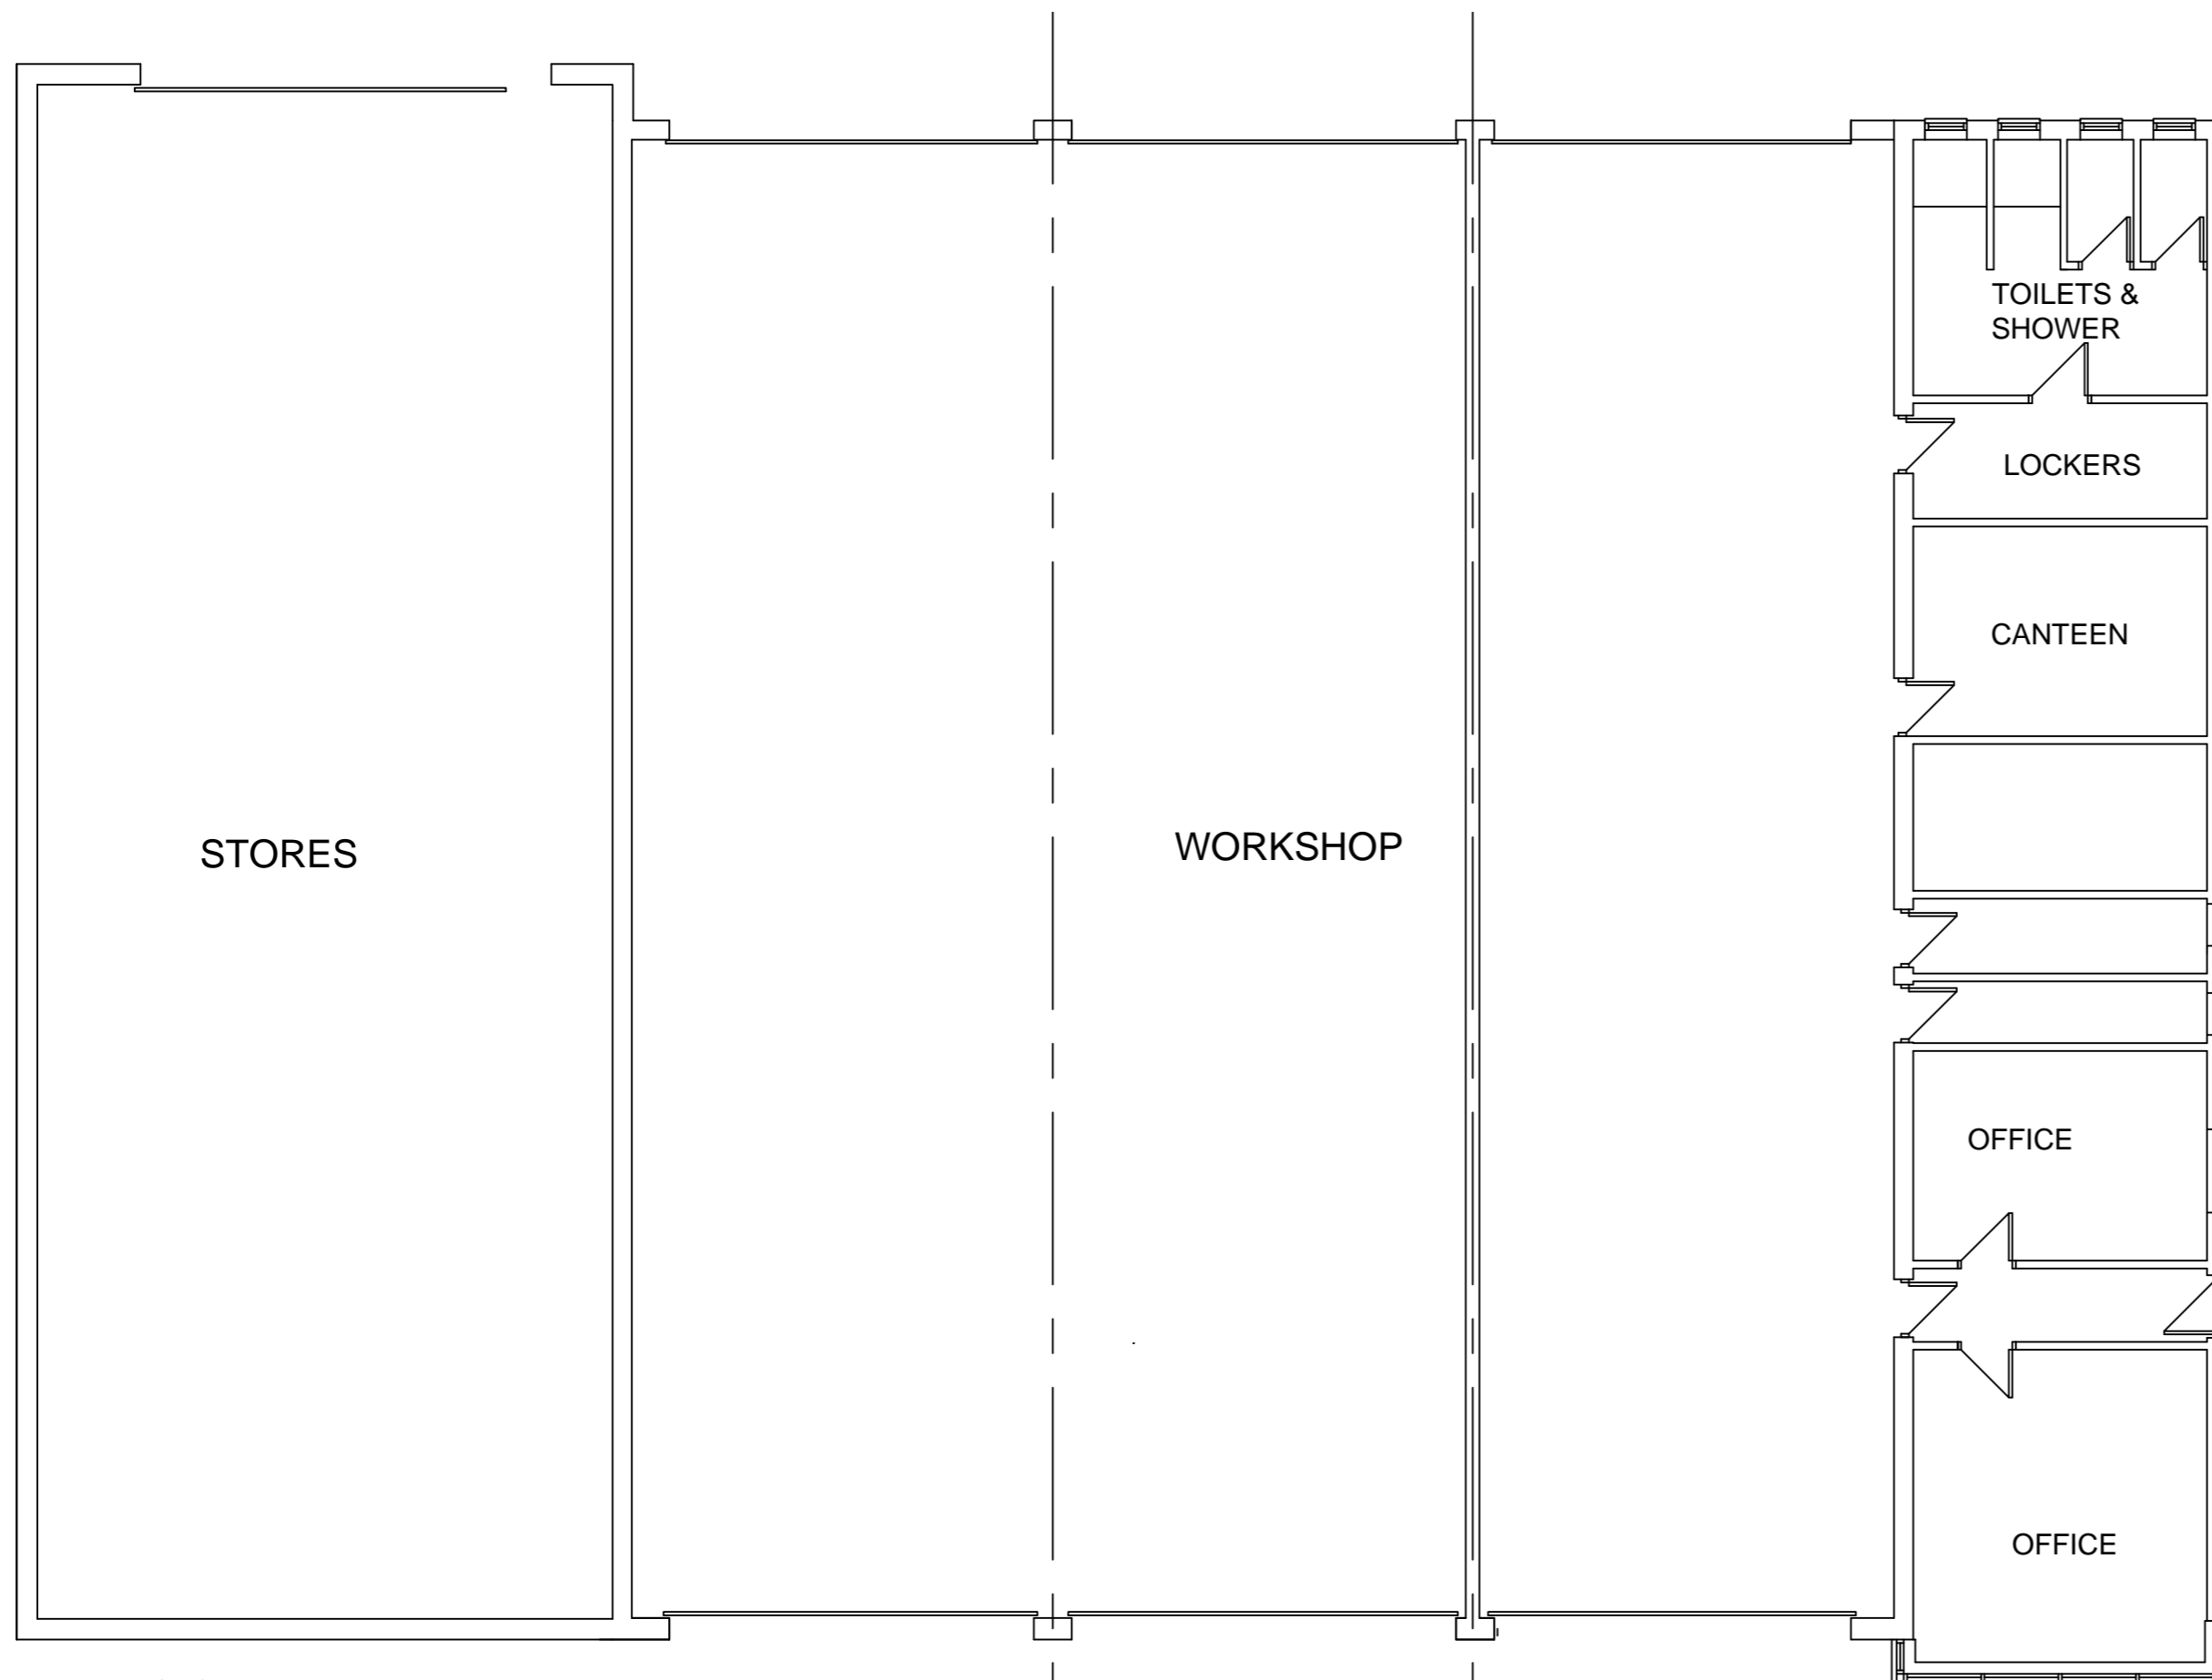 TOILETS &
SHOWER
LOCKERS
CANTEEN
STORES
WORKSHOP
OFFICE
OFFICE